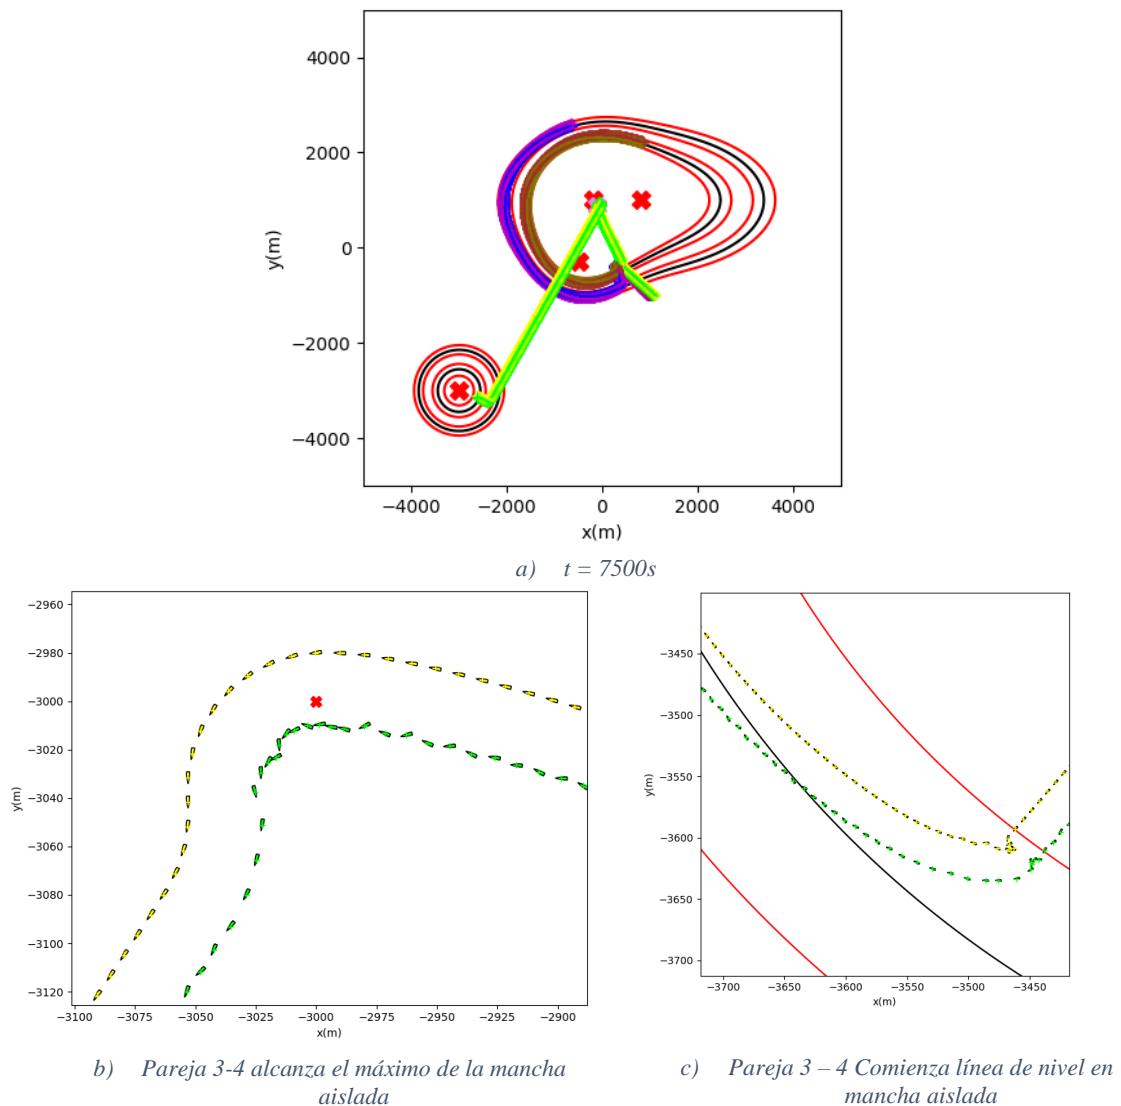 4000
2000
0
−2000
−4000
y(m)
−4000 −2000 0 2000 4000
x(m)
a) t = 7500s
−2960
−2980
−3000
−3020
−3040
−3060
−3080
−3100
−3120
y(m)
−3100 −3075 −3050 −3025 −3000 −2975 −2950 −2925 −2900
x(m)
b) Pareja 3-4 alcanza el máximo de la mancha
aislada
−3450
−3500
−3550
−3600
−3650
−3700
y(m)
−3700 −3650 −3600 −3550 −3500 −3450
x(m)
c) Pareja 3 – 4 Comienza línea de nivel en
mancha aislada